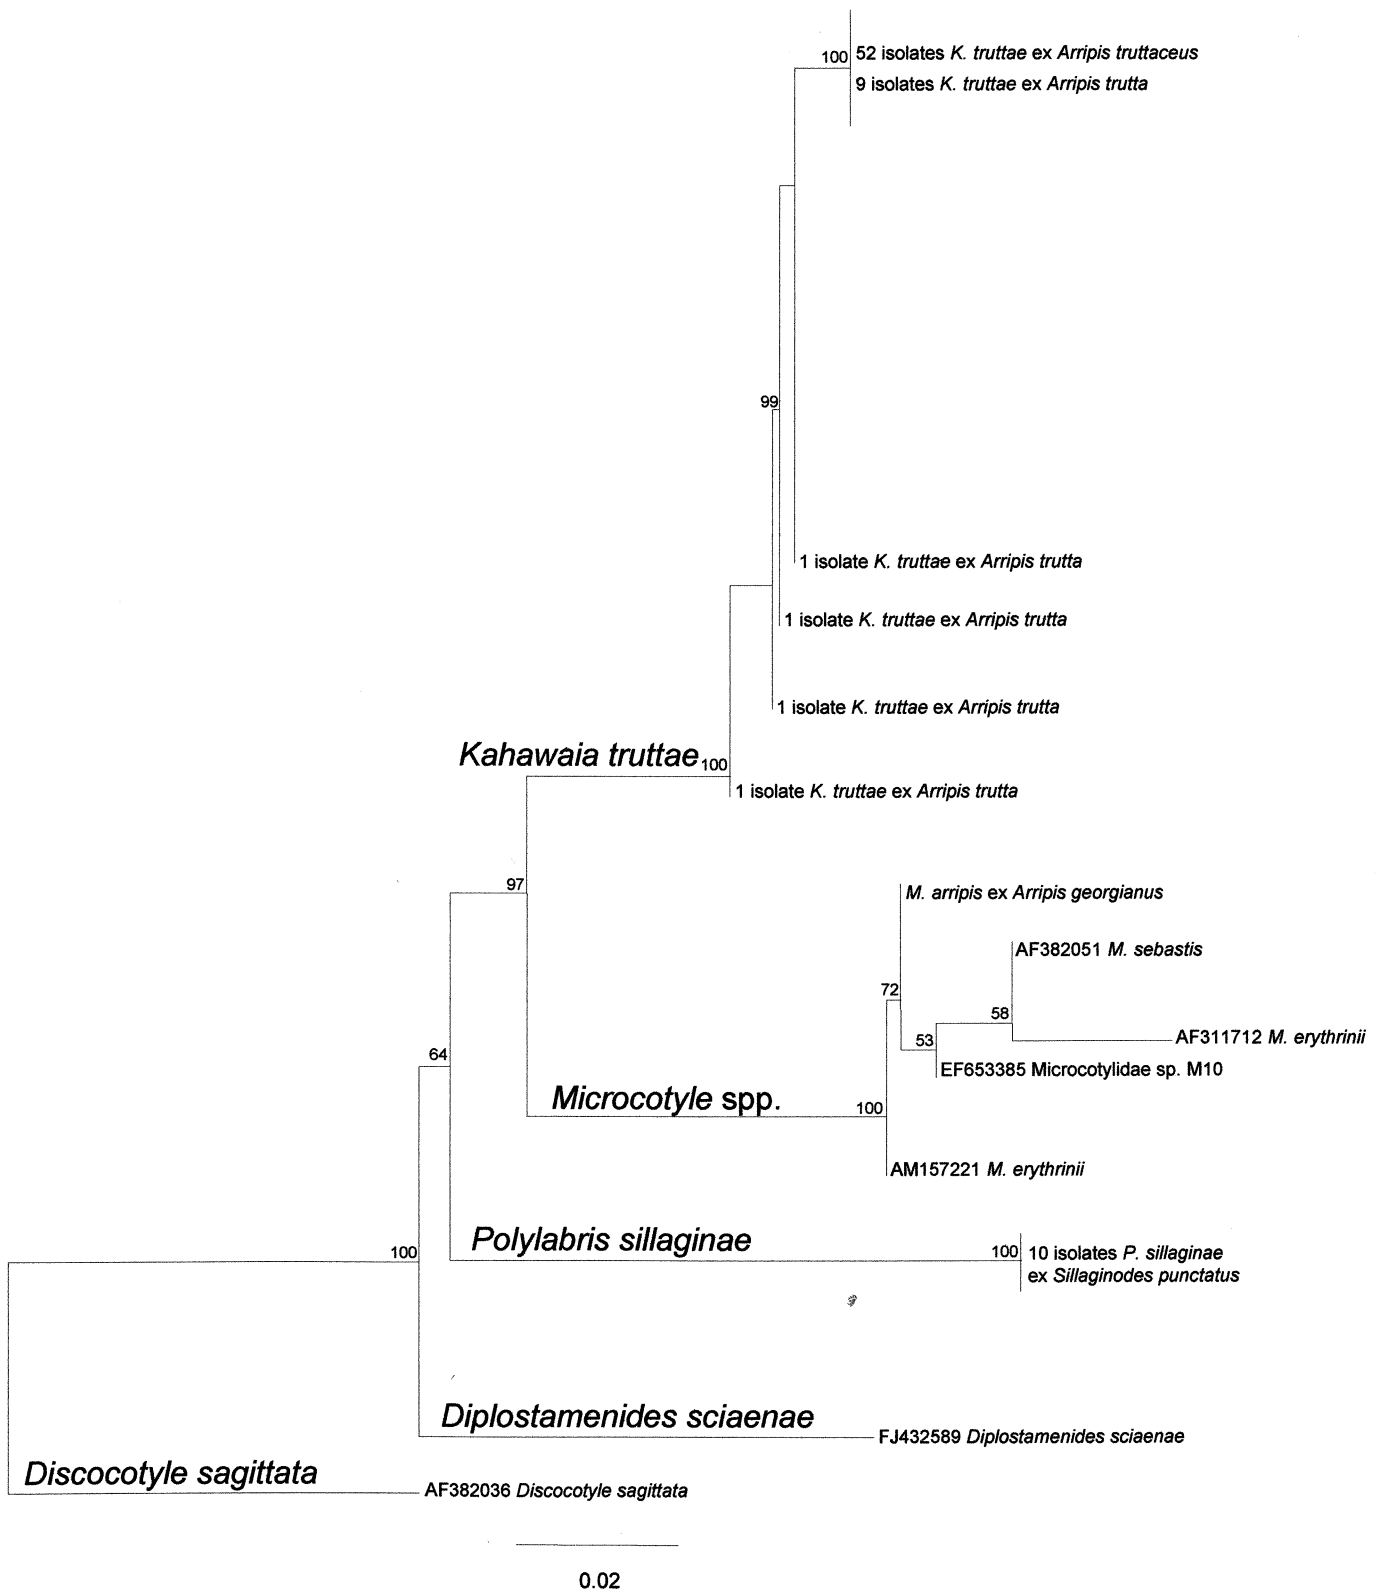 100 52 isolates K. truttae ex Arripis truttaceus
9 isolates K. truttae ex Arripis trutta
99
1 isolate K. truttae ex Arripis trutta
1 isolate K. truttae ex Arripis trutta
1 isolate K. truttae ex Arripis trutta
Kahawaia truttae 100
1 isolate K. truttae ex Arripis trutta
97
M. arripis ex Arripis georgianus
AF382051 M. sebastis
72
58
53
AF311712 M. erythrinii
EF653385 Microcotylidae sp. M10
64
Microcotyle spp. 100
AM157221 M. erythrinii
Polylabris sillaginae
100
100 10 isolates P. sillaginae
ex Sillaginodes punctatus
Diplostamenides sciaenae
FJ432589 Diplostamenides sciaenae
Discocotyle sagittata
AF382036 Discocotyle sagittata
0.02